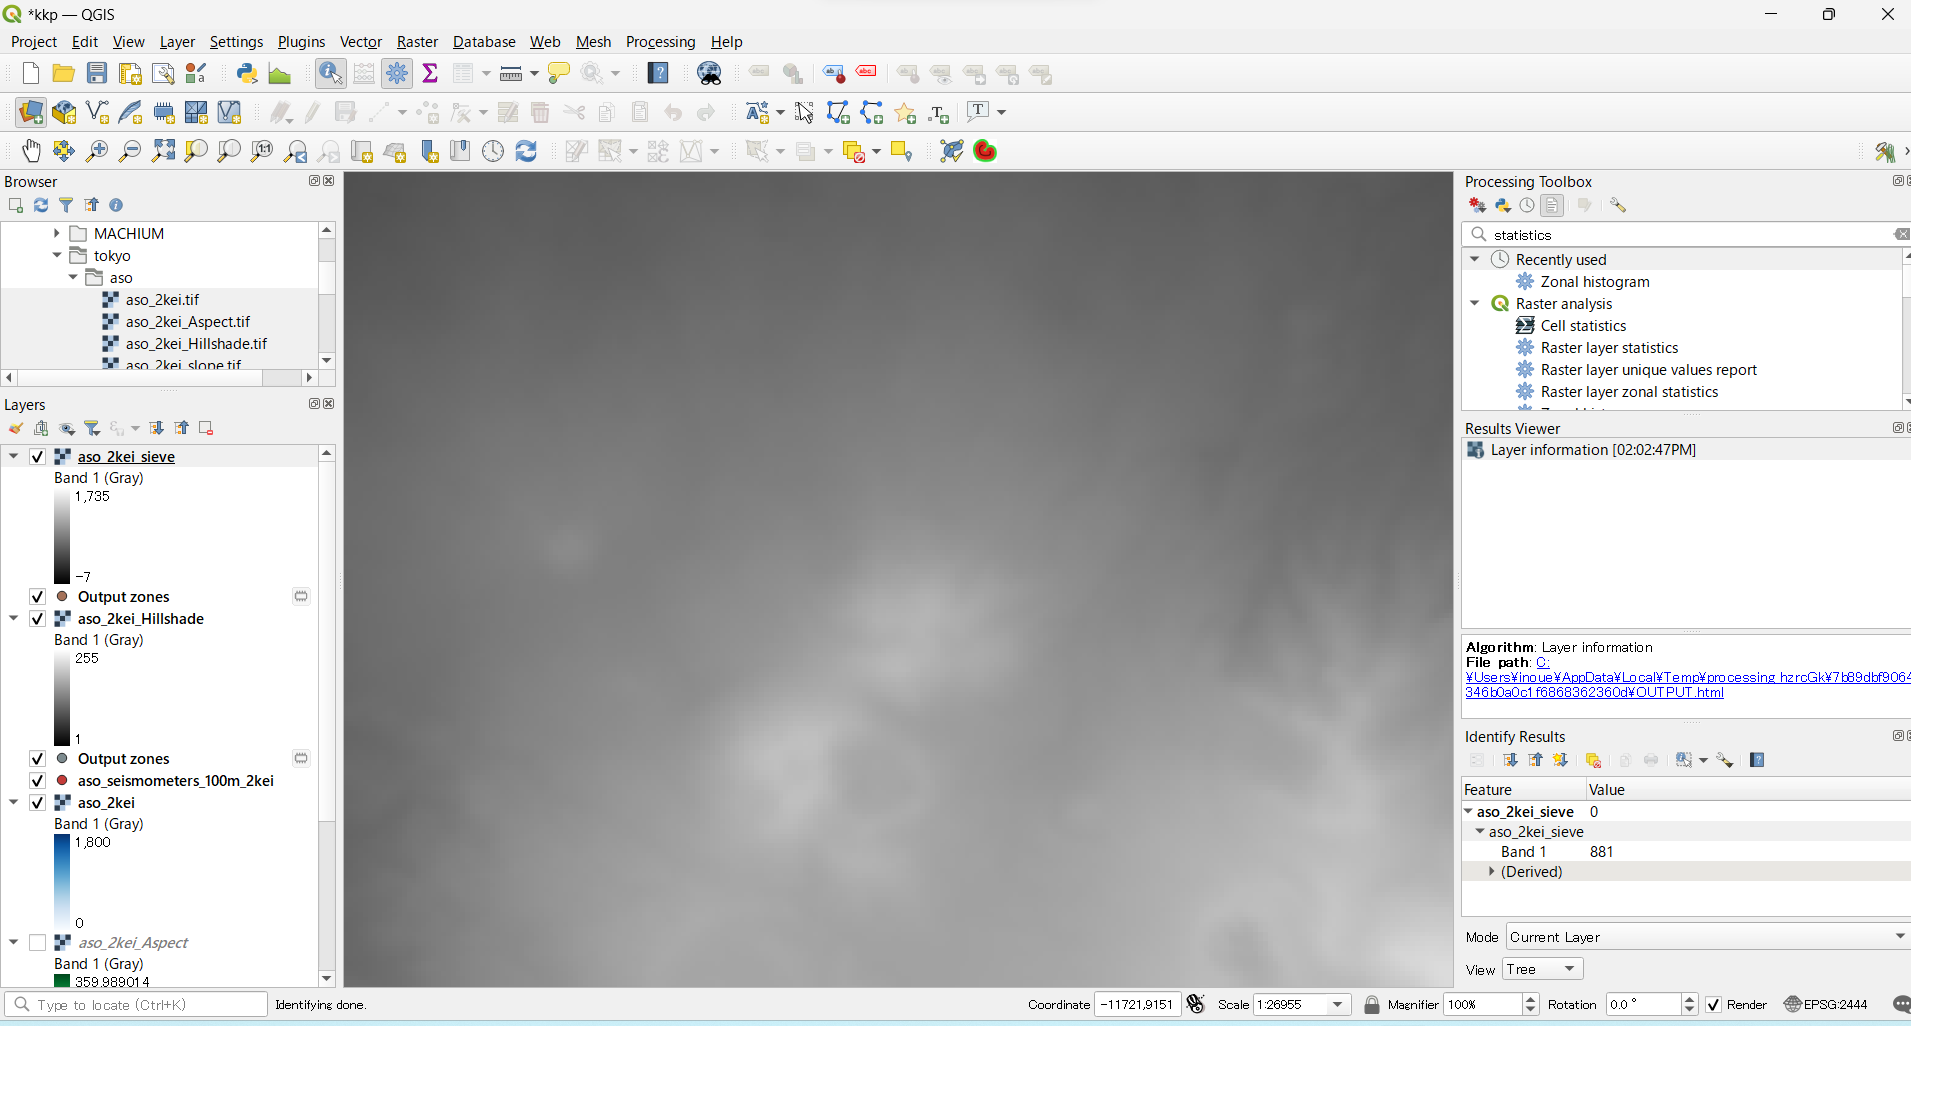 *kkp — QGIS
Project Edit View Layer Settings Plugins Vector Raster Database Web Mesh Processing Help
Browser
MACHIUM
tokyo
aso
aso_2kei.tif
aso_2kei_Aspect.tif
aso_2kei_Hillshade.tif
aso_2kei_slope.tif
Layers
aso_2kei_sieve
Band 1 (Gray)
1,735
-7
Output zones
aso_2kei_Hillshade
Band 1 (Gray)
255
1
Output zones
aso_seismometers_100m_2kei
aso_2kei
Band 1 (Gray)
1,800
0
aso_2kei_Aspect
Band 1 (Gray)
359.989014
Processing Toolbox
statistics
Recently used
Zonal histogram
Raster analysis
Cell statistics
Raster layer statistics
Raster layer unique values report
Raster layer zonal statistics
Results Viewer
Layer information [02:02:47PM]
Algorithm: Layer information
File path: C:
¥Users¥inoue¥AppData¥Local¥Temp¥processing_hzrcGk¥7b89dbf9064
346b0a0c1f6868362360d¥OUTPUT.html
Identify Results
Feature Value
aso_2kei_sieve 0
aso_2kei_sieve
Band 1 881
(Derived)
Mode Current Layer
View Tree
Type to locate (Ctrl+K) Identifying done. Coordinate -11721,9151 Scale 1:26955 Magnifier 100% Rotation 0.0 ° Render EPSG:2444